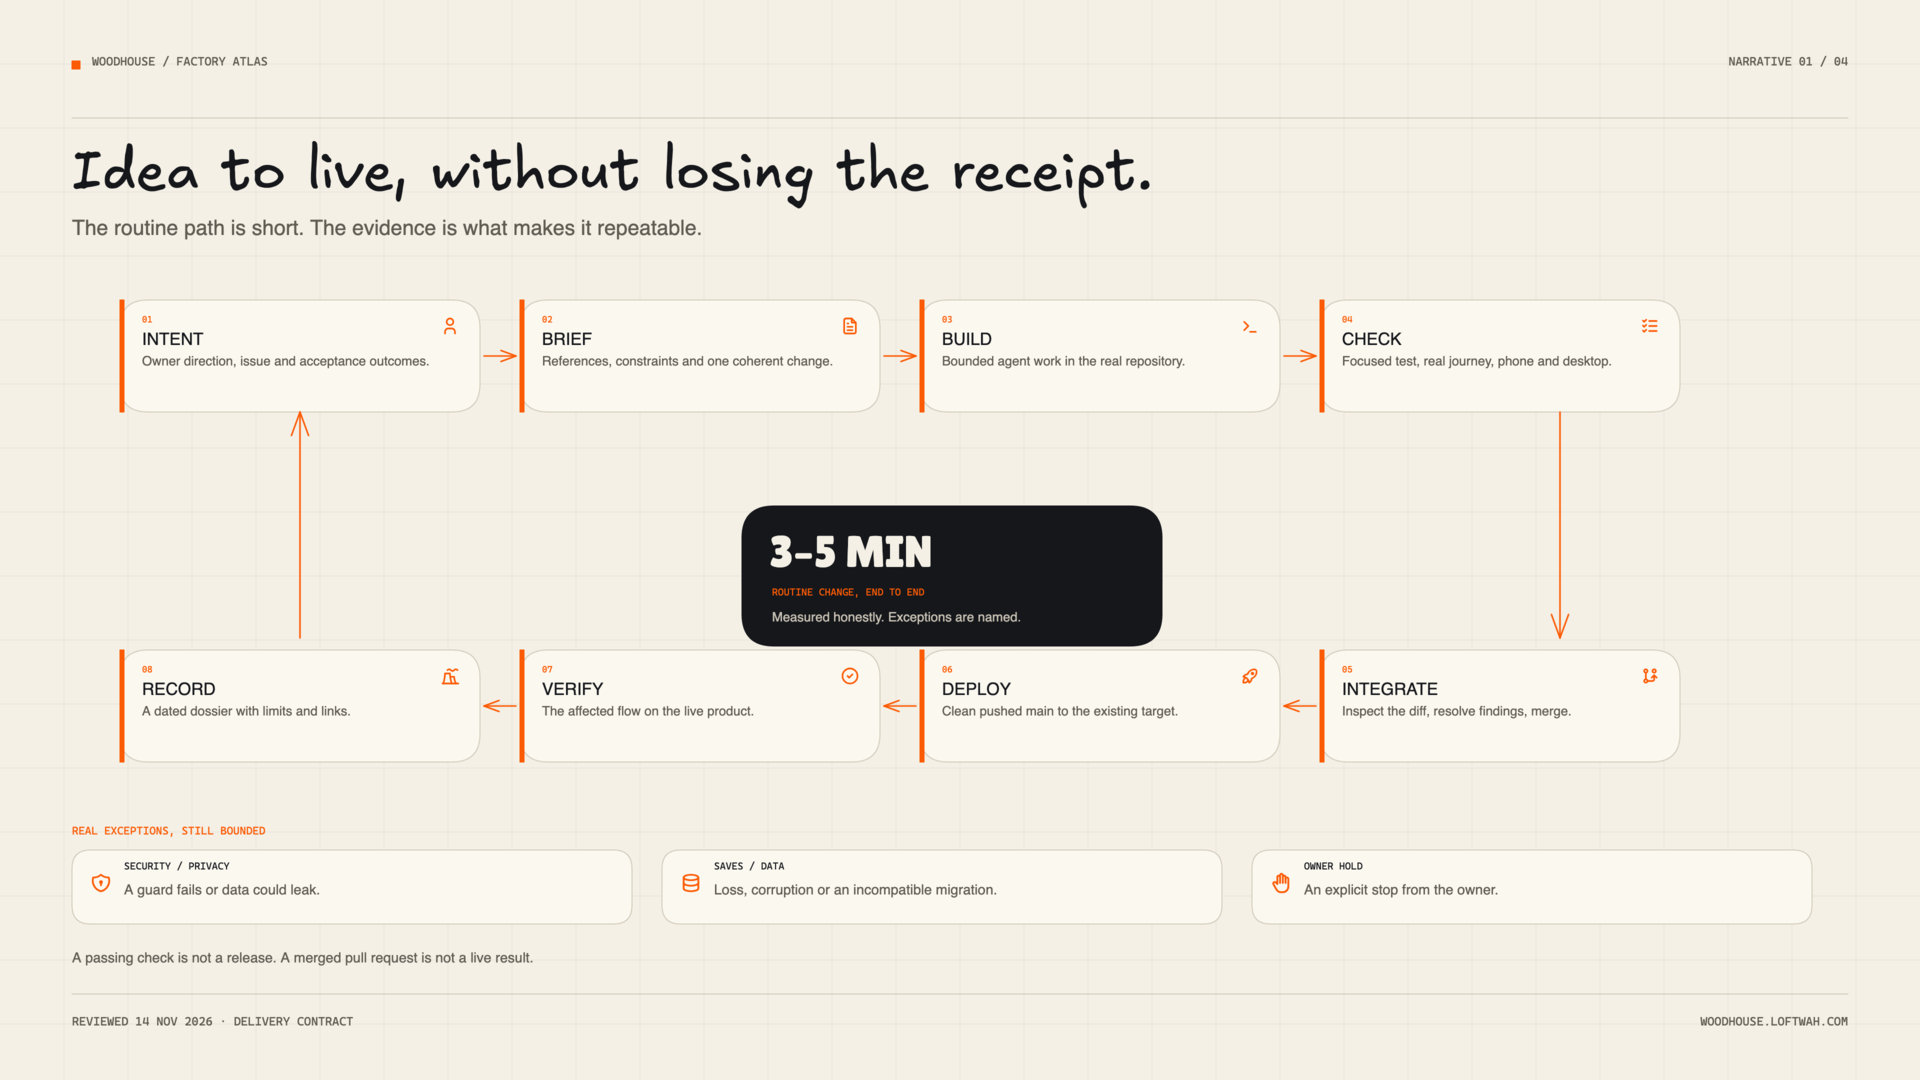 WOODHOUSE / FACTORY ATLAS
NARRATIVE 01 / 04
Idea to live, without losing the receipt.
The routine path is short. The evidence is what makes it repeatable.
01
INTENT
Owner direction, issue and acceptance outcomes.
02
BRIEF
References, constraints and one coherent change.
03
BUILD
Bounded agent work in the real repository.
04
CHECK
Focused test, real journey, phone and desktop.
3–5 MIN
ROUTINE CHANGE, END TO END
Measured honestly. Exceptions are named.
08
RECORD
A dated dossier with limits and links.
07
VERIFY
The affected flow on the live product.
06
DEPLOY
Clean pushed main to the existing target.
05
INTEGRATE
Inspect the diff, resolve findings, merge.
REAL EXCEPTIONS, STILL BOUNDED
SECURITY / PRIVACY
A guard fails or data could leak.
SAVES / DATA
Loss, corruption or an incompatible migration.
OWNER HOLD
An explicit stop from the owner.
A passing check is not a release. A merged pull request is not a live result.
REVIEWED 14 NOV 2026 · DELIVERY CONTRACT
WOODHOUSE.LOFTWAH.COM